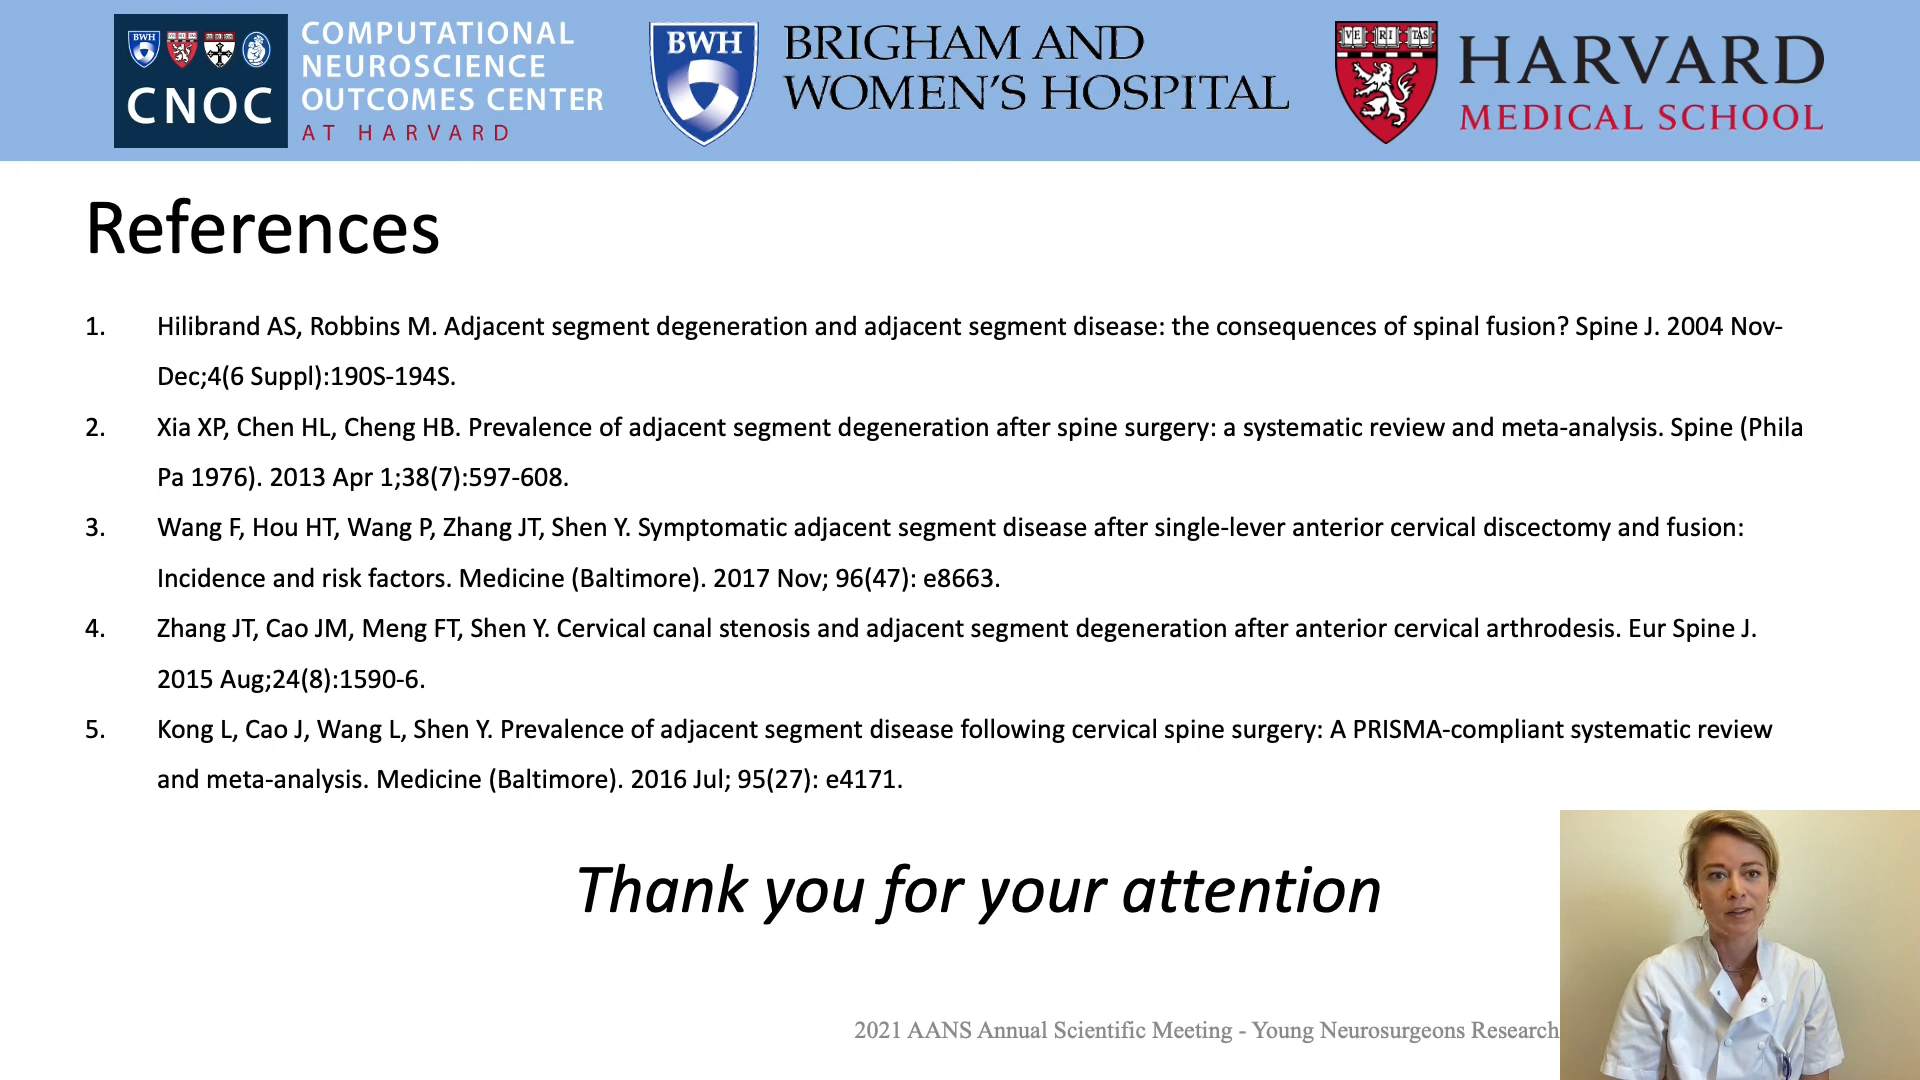 BWH
CNOC
COMPUTATIONAL
NEUROSCIENCE
OUTCOMES CENTER
AT HARVARD
BWH
BRIGHAM AND
WOMEN'S HOSPITAL
VE RI TAS
HARVARD
MEDICAL SCHOOL
References
1. Hilibrand AS, Robbins M. Adjacent segment degeneration and adjacent segment disease: the consequences of spinal fusion? Spine J. 2004 Nov-
Dec;4(6 Suppl):190S-194S.
2. Xia XP, Chen HL, Cheng HB. Prevalence of adjacent segment degeneration after spine surgery: a systematic review and meta-analysis. Spine (Phila
Pa 1976). 2013 Apr 1;38(7):597-608.
3. Wang F, Hou HT, Wang P, Zhang JT, Shen Y. Symptomatic adjacent segment disease after single-lever anterior cervical discectomy and fusion:
Incidence and risk factors. Medicine (Baltimore). 2017 Nov; 96(47): e8663.
4. Zhang JT, Cao JM, Meng FT, Shen Y. Cervical canal stenosis and adjacent segment degeneration after anterior cervical arthrodesis. Eur Spine J.
2015 Aug;24(8):1590-6.
5. Kong L, Cao J, Wang L, Shen Y. Prevalence of adjacent segment disease following cervical spine surgery: A PRISMA-compliant systematic review
and meta-analysis. Medicine (Baltimore). 2016 Jul; 95(27): e4171.
Thank you for your attention
2021 AANS Annual Scientific Meeting - Young Neurosurgeons Research